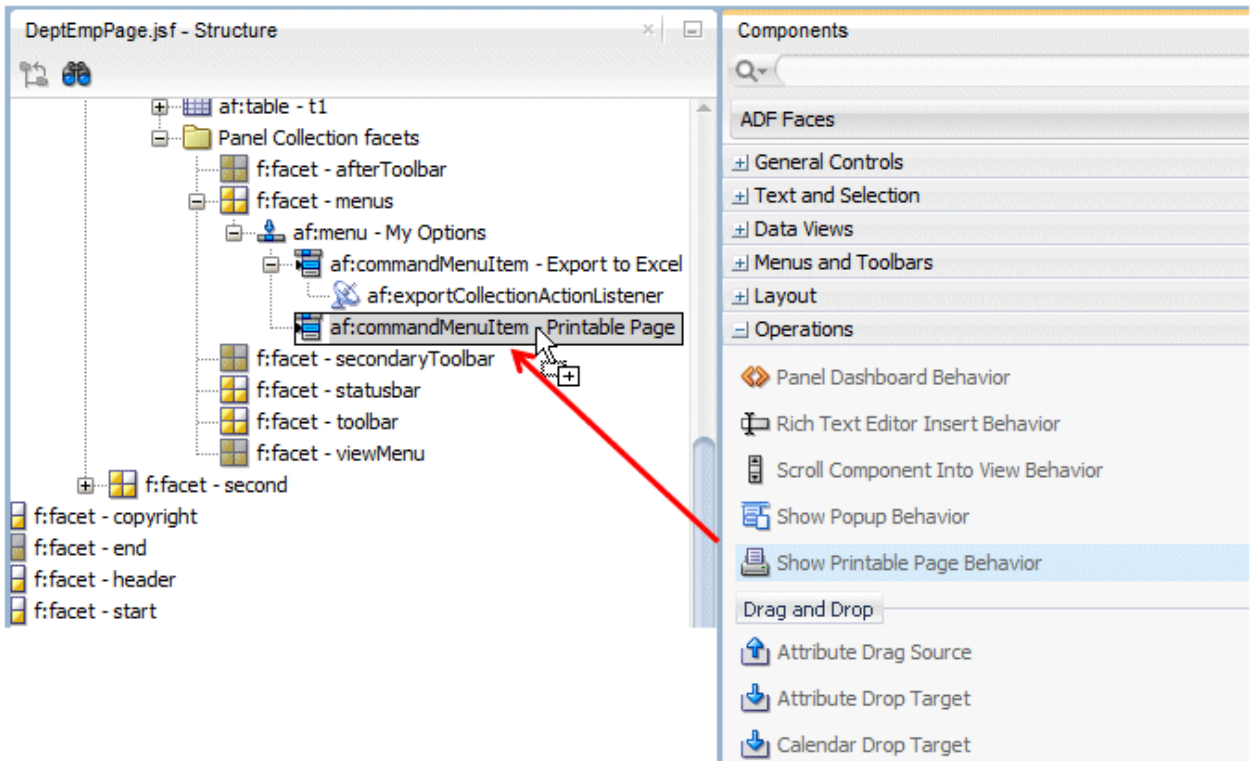 DeptEmpPage.jsf - Structure
af:table - t1
Panel Collection facets
f:facet - afterToolbar
f:facet - menus
af:menu - My Options
af:commandMenuItem - Export to Excel
af:exportCollectionActionListener
af:commandMenuItem - Printable Page
f:facet - secondaryToolbar
f:facet - statusbar
f:facet - toolbar
f:facet - viewMenu
f:facet - second
f:facet - copyright
f:facet - end
f:facet - header
f:facet - start
Components
ADF Faces
General Controls
Text and Selection
Data Views
Menus and Toolbars
Layout
Operations
Panel Dashboard Behavior
Rich Text Editor Insert Behavior
Scroll Component Into View Behavior
Show Popup Behavior
Show Printable Page Behavior
Drag and Drop
Attribute Drag Source
Attribute Drop Target
Calendar Drop Target